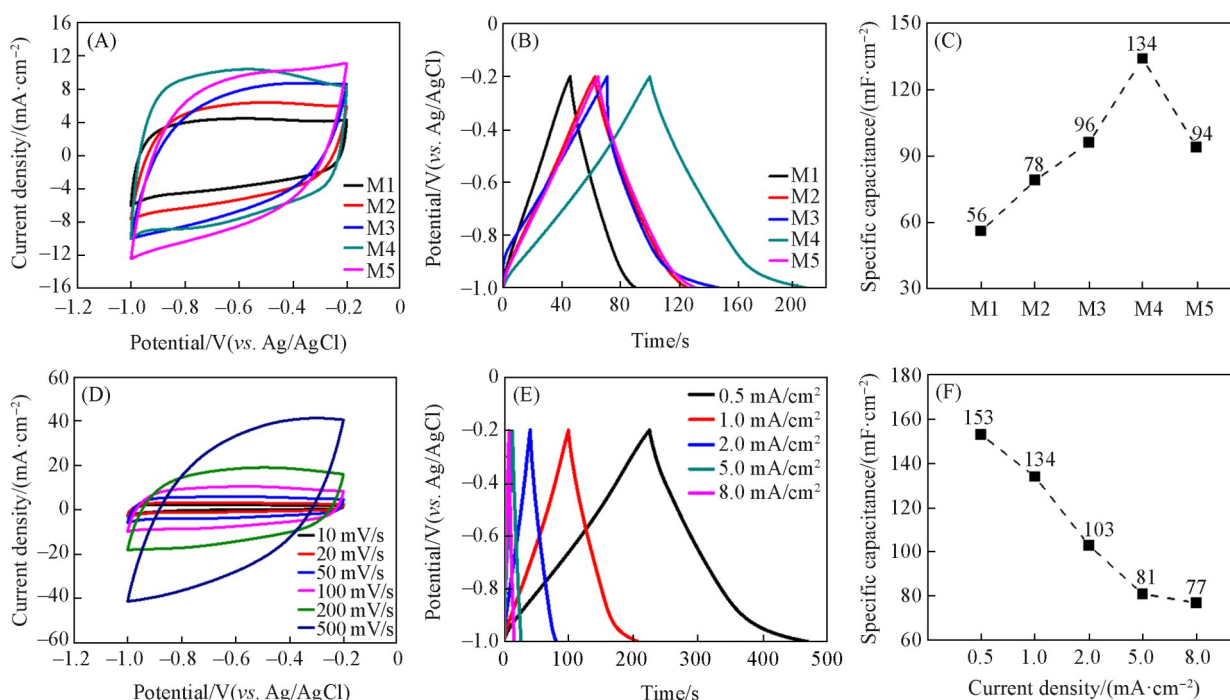 (A)
Current density/(mA·cm⁻²)
16
12
8
4
0
−4
−8
−12
−16
M1
M2
M3
M4
M5
−1.2 −1.0 −0.8 −0.6 −0.4 −0.2 0
Potential/V(vs. Ag/AgCl)
(B)
Potential/V(vs. Ag/AgCl)
0
−0.2
−0.4
−0.6
−0.8
−1.0
M1
M2
M3
M4
M5
0 40 80 120 160 200
Time/s
(C)
Specific capacitance/(mF·cm⁻²)
150
120
90
60
30
56
78
96
134
94
M1 M2 M3 M4 M5
(D)
Current density/(mA·cm⁻²)
60
40
20
0
−20
−40
−60
10 mV/s
20 mV/s
50 mV/s
100 mV/s
200 mV/s
500 mV/s
−1.2 −1.0 −0.8 −0.6 −0.4 −0.2 0
Potential/V(vs. Ag/AgCl)
(E)
Potential/V(vs. Ag/AgCl)
0
−0.2
−0.4
−0.6
−0.8
−1.0
0.5 mA/cm²
1.0 mA/cm²
2.0 mA/cm²
5.0 mA/cm²
8.0 mA/cm²
0 100 200 300 400 500
Time/s
(F)
Specific capacitance/(mF·cm⁻²)
180
160
140
120
100
80
60
153
134
103
81
77
0.5 1.0 2.0 5.0 8.0
Current density/(mA·cm⁻²)